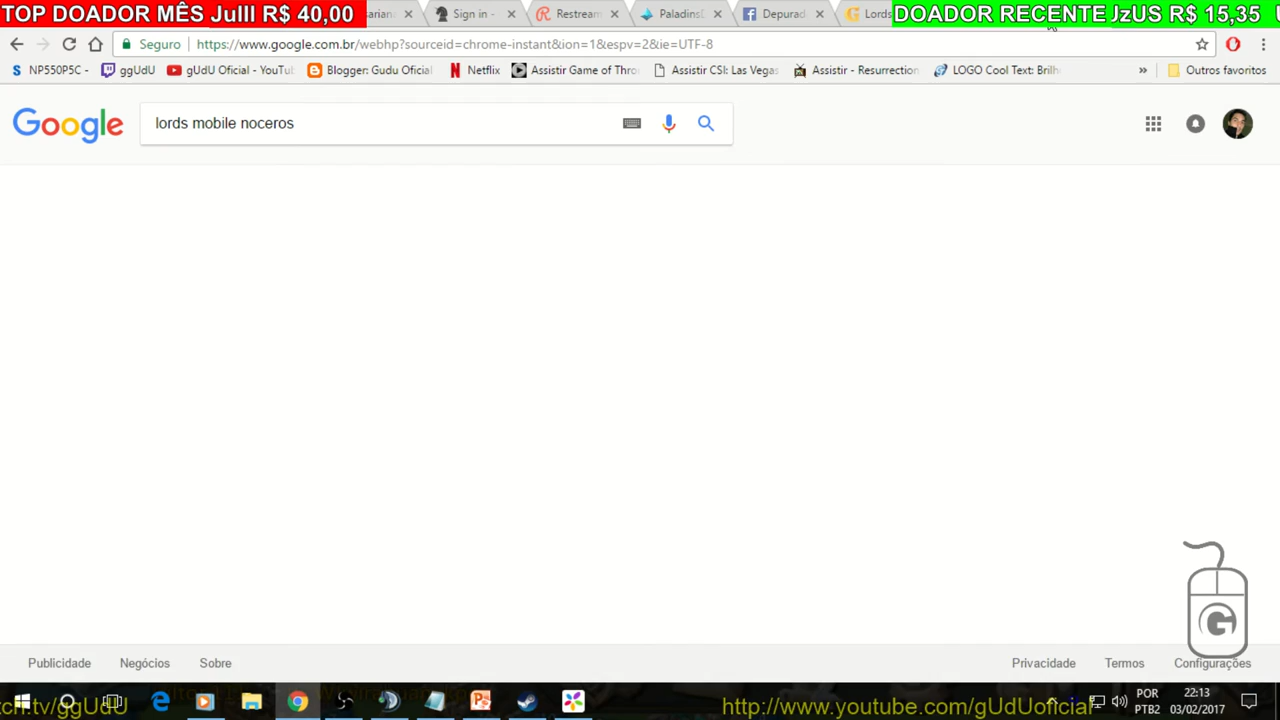 TOP DOADOR MÊS Julll R$ 40,00
sariana
Sign in -
Restream
Paladins
Depurad
Lords
DOADOR RECENTE JzUS R$ 15,35
Seguro
https://www.google.com.br/webhp?sourceid=chrome-instant&ion=1&espv=2&ie=UTF-8
NP550P5C -
ggUdU
gUdU Oficial - YouTu
Blogger: Gudu Oficial
Netflix
Assistir Game of Thro
Assistir CSI: Las Vegas
Assistir - Resurrection
LOGO Cool Text: Brilh
»
Outros favoritos
Google
lords mobile noceros
G
Publicidade
Negócios
Sobre
Privacidade
Termos
Configurações
tch.tv/ggUdU
http://www.youtube.com/gUdUoficial
POR
PTB2
22:13
03/02/2017